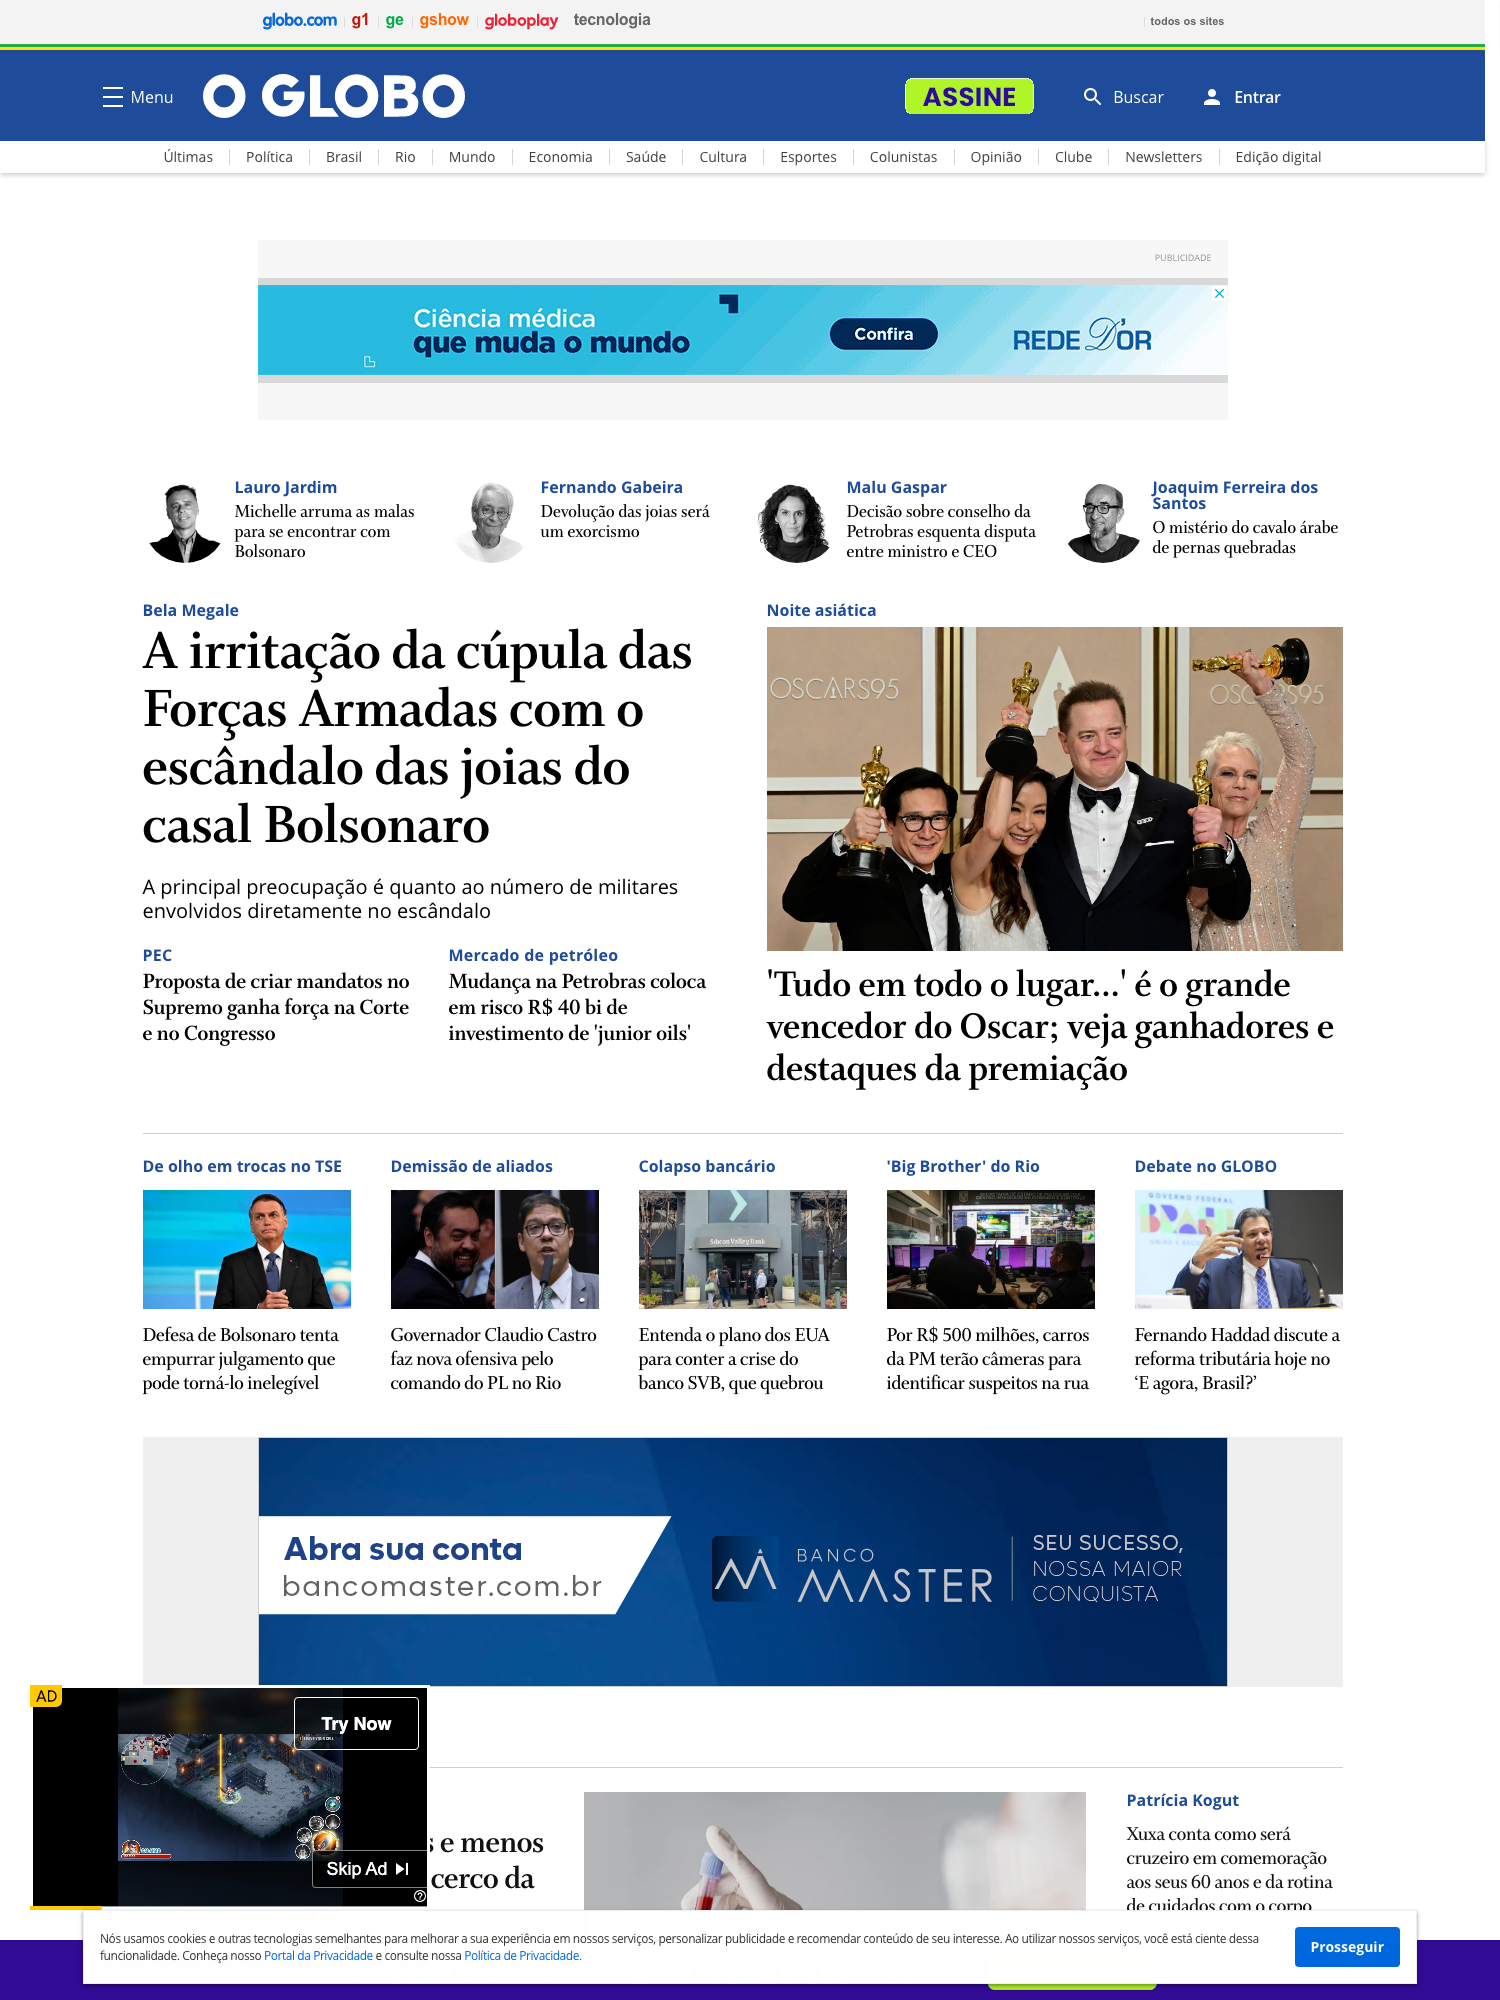 globo.com g1 ge gshow globoplay tecnologia todos os sites
Menu O GLOBO ASSINE Buscar Entrar
Últimas Política Brasil Rio Mundo Economia Saúde Cultura Esportes Colunistas Opinião Clube Newsletters Edição digital
PUBLICIDADE
Ciência médica
que muda o mundo
Confira
REDE D'OR
Lauro Jardim
Michelle arruma as malas
para se encontrar com
Bolsonaro
Fernando Gabeira
Devolução das joias será
um exorcismo
Malu Gaspar
Decisão sobre conselho da
Petrobras esquenta disputa
entre ministro e CEO
Joaquim Ferreira dos
Santos
O mistério do cavalo árabe
de pernas quebradas
Bela Megale
A irritação da cúpula das
Forças Armadas com o
escândalo das joias do
casal Bolsonaro
A principal preocupação é quanto ao número de militares
envolvidos diretamente no escândalo
PEC
Proposta de criar mandatos no
Supremo ganha força na Corte
e no Congresso
Mercado de petróleo
Mudança na Petrobras coloca
em risco R$ 40 bi de
investimento de 'junior oils'
Noite asiática
OSCARS95
OSCARS95
'Tudo em todo o lugar...' é o grande
vencedor do Oscar; veja ganhadores e
destaques da premiação
De olho em trocas no TSE
Defesa de Bolsonaro tenta
empurrar julgamento que
pode torná-lo inelegível
Demissão de aliados
Governador Claudio Castro
faz nova ofensiva pelo
comando do PL no Rio
Colapso bancário
Silicon Valley Bank
Entenda o plano dos EUA
para conter a crise do
banco SVB, que quebrou
'Big Brother' do Rio
Por R$ 500 milhões, carros
da PM terão câmeras para
identificar suspeitos na rua
Debate no GLOBO
GOVERNO FEDERAL
BRASIL
Fernando Haddad discute a
reforma tributária hoje no
‘E agora, Brasil?’
Abra sua conta
bancomaster.com.br
BANCO
MASTER
SEU SUCESSO,
NOSSA MAIOR
CONQUISTA
AD
Try Now
Skip Ad
s e menos
cerco da
Patrícia Kogut
Xuxa conta como será
cruzeiro em comemoração
aos seus 60 anos e da rotina
de cuidados com o corpo
Nós usamos cookies e outras tecnologias semelhantes para melhorar a sua experiência em nossos serviços, personalizar publicidade e recomendar conteúdo de seu interesse. Ao utilizar nossos serviços, você está ciente dessa
funcionalidade. Conheça nosso Portal da Privacidade e consulte nossa Política de Privacidade.
Prosseguir